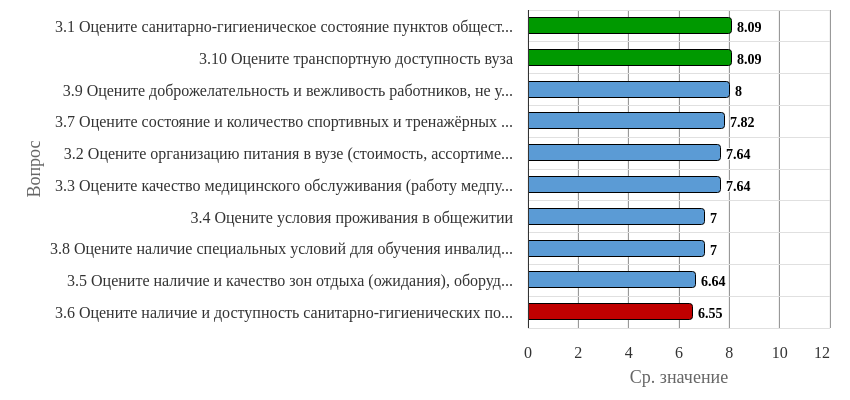 3.1 Оцените санитарно-гигиеническое состояние пунктов общест... 8.09
3.10 Оцените транспортную доступность вуза 8.09
3.9 Оцените доброжелательность и вежливость работников, не у... 8
3.7 Оцените состояние и количество спортивных и тренажёрных ... 7.82
3.2 Оцените организацию питания в вузе (стоимость, ассортиме... 7.64
3.3 Оцените качество медицинского обслуживания (работу медпу... 7.64
3.4 Оцените условия проживания в общежитии 7
3.8 Оцените наличие специальных условий для обучения инвалид... 7
3.5 Оцените наличие и качество зон отдыха (ожидания), оборуд... 6.64
3.6 Оцените наличие и доступность санитарно-гигиенических по... 6.55
Вопрос
0 2 4 6 8 10 12
Ср. значение